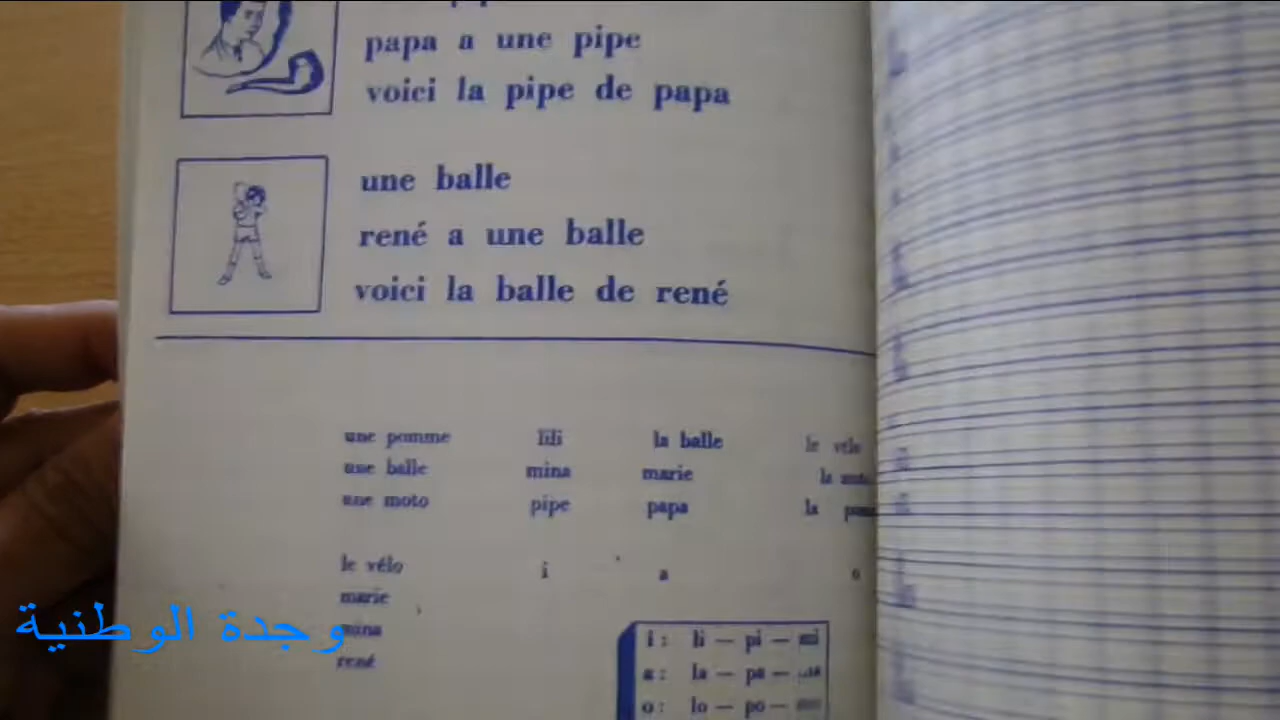 papa a une pipe
voici la pipe de papa
une balle
rené a une balle
voici la balle de rené
une pomme lili la balle le vélo
une balle mina marie la
une moto pipe papa la
le vélo i a o
marie
mina
rené
i : li — pi — mi
a : la — pa —
o : lo — po —
وجدة الوطنية